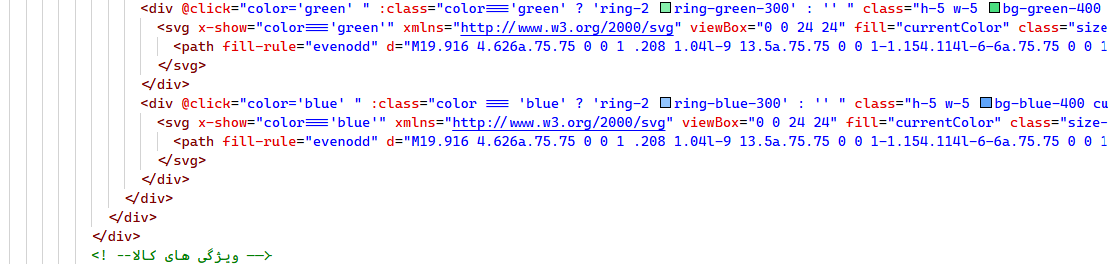 <div @click="color='green' " :class="color==='green' ? 'ring-2 ring-green-300' : '' " class="h-5 w-5 bg-green-400
<svg x-show="color==='green'" xmlns="http://www.w3.org/2000/svg" viewBox="0 0 24 24" fill="currentColor" class="size
<path fill-rule="evenodd" d="M19.916 4.626a.75.75 0 0 1 .208 1.04l-9 13.5a.75.75 0 0 1-1.154.114l-6-6a.75.75 0 0 1
</svg>
</div>
<div @click="color='blue' " :class="color === 'blue' ? 'ring-2 ring-blue-300' : '' " class="h-5 w-5 bg-blue-400 cu
<svg x-show="color==='blue'" xmlns="http://www.w3.org/2000/svg" viewBox="0 0 24 24" fill="currentColor" class="size-
<path fill-rule="evenodd" d="M19.916 4.626a.75.75 0 0 1 .208 1.04l-9 13.5a.75.75 0 0 1-1.154.114l-6-6a.75.75 0 0 1
</svg>
</div>
</div>
</div>
</div>
<! --ویژگی های کالا -->